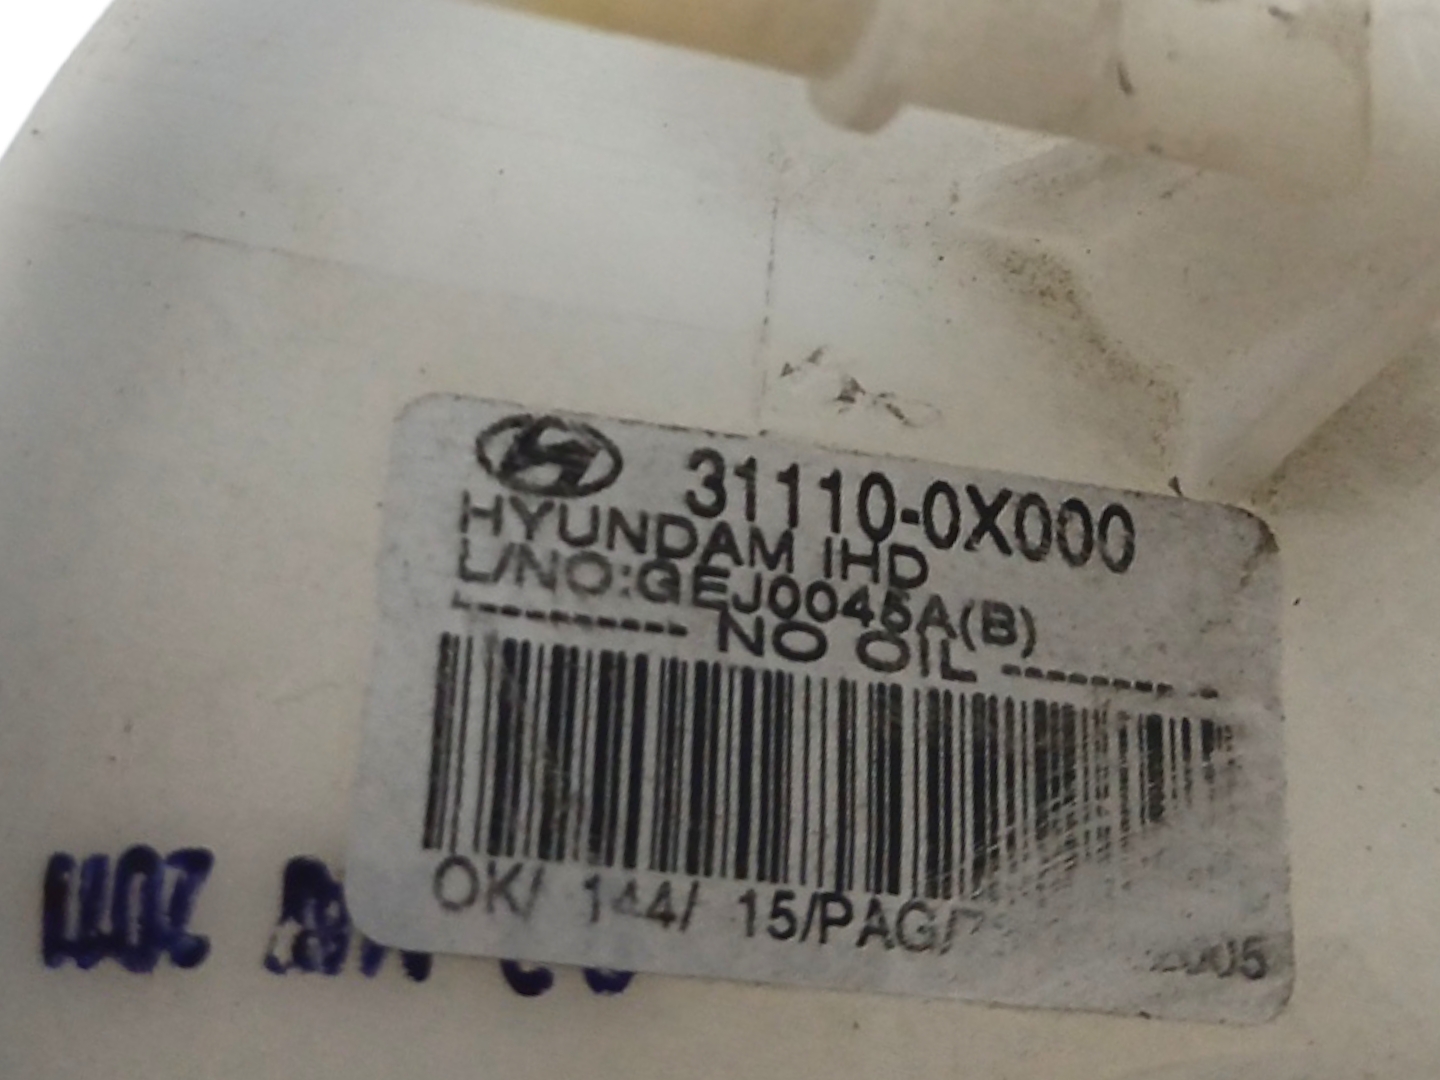 31110-0X000
HYUNDAM IHD
L/NO:GEJ0045A(B)
--------- NO OIL ---------
OK/ 144/ 15/PAG/